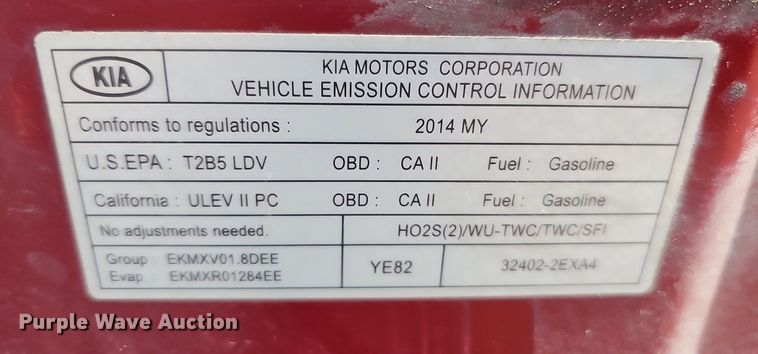 KIA
KIA MOTORS CORPORATION
VEHICLE EMISSION CONTROL INFORMATION
Conforms to regulations : 2014 MY
U.S.EPA : T2B5 LDV OBD : CA II Fuel : Gasoline
California : ULEV II PC OBD : CA II Fuel : Gasoline
No adjustments needed. HO2S(2)/WU-TWC/TWC/SFI
Group : EKMXV01.8DEE
Evap : EKMXR01284EE
YE82 32402-2EXA4
Purple Wave Auction